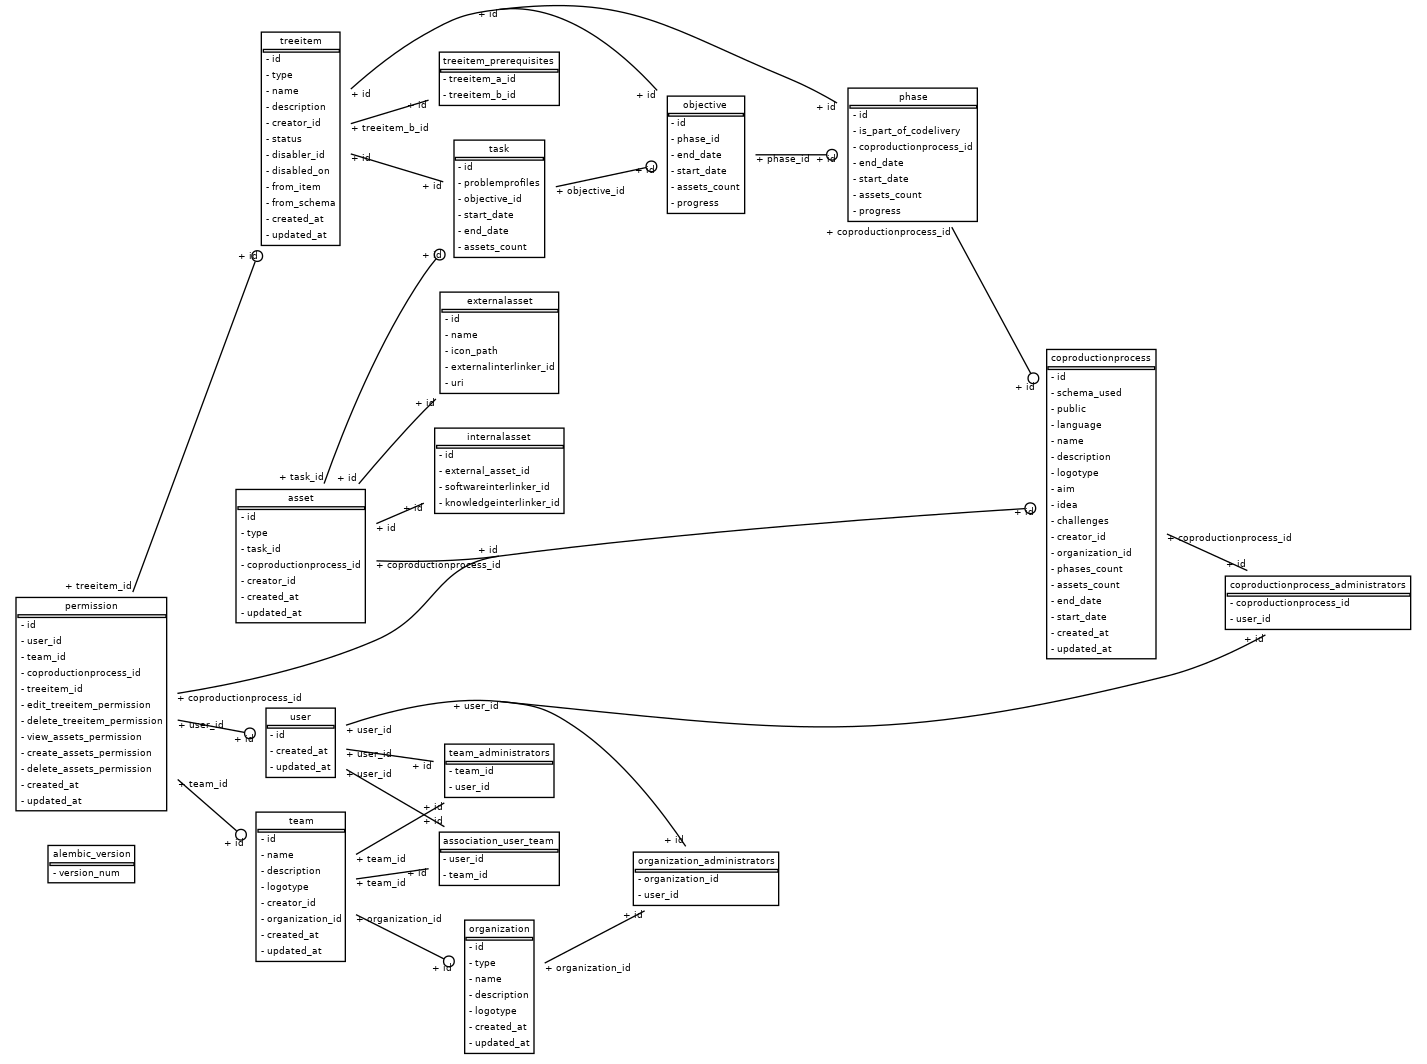 treeitem
- id
- type
- name
- description
- creator_id
- status
- disabler_id
- disabled_on
- from_item
- from_schema
- created_at
- updated_at
+ id
+ id
+ id
+ treeitem_b_id
+ id
treeitem_prerequisites
- treeitem_a_id
- treeitem_b_id
+ id
+ id
task
- id
- problemprofiles
- objective_id
- start_date
- end_date
- assets_count
+ id
+ objective_id
+ id
+ id
objective
- id
- phase_id
- end_date
- start_date
- assets_count
- progress
+ phase_id
+ id
+ id
phase
- id
- is_part_of_codelivery
- coproductionprocess_id
- end_date
- start_date
- assets_count
- progress
+ coproductionprocess_id
externalasset
- id
- name
- icon_path
- externalinterlinker_id
- uri
+ id
internalasset
- id
- external_asset_id
- softwareinterlinker_id
- knowledgeinterlinker_id
+ id
+ task_id
+ id
asset
- id
- type
- task_id
- coproductionprocess_id
- creator_id
- created_at
- updated_at
+ id
+ coproductionprocess_id
+ id
+ id
+ id
coproductionprocess
- id
- schema_used
- public
- language
- name
- description
- logotype
- aim
- idea
- challenges
- creator_id
- organization_id
- phases_count
- assets_count
- end_date
- start_date
- created_at
- updated_at
+ coproductionprocess_id
+ id
coproductionprocess_administrators
- coproductionprocess_id
- user_id
+ id
+ treeitem_id
permission
- id
- user_id
- team_id
- coproductionprocess_id
- treeitem_id
- edit_treeitem_permission
- delete_treeitem_permission
- view_assets_permission
- create_assets_permission
- delete_assets_permission
- created_at
- updated_at
+ coproductionprocess_id
+ user_id
+ id
+ team_id
+ id
user
- id
- created_at
- updated_at
+ user_id
+ user_id
+ user_id
+ user_id
+ id
team_administrators
- team_id
- user_id
+ id
+ id
team
- id
- name
- description
- logotype
- creator_id
- organization_id
- created_at
- updated_at
+ team_id
+ team_id
+ id
+ organization_id
+ id
association_user_team
- user_id
- team_id
+ id
organization_administrators
- organization_id
- user_id
+ id
+ organization_id
organization
- id
- type
- name
- description
- logotype
- created_at
- updated_at
alembic_version
- version_num